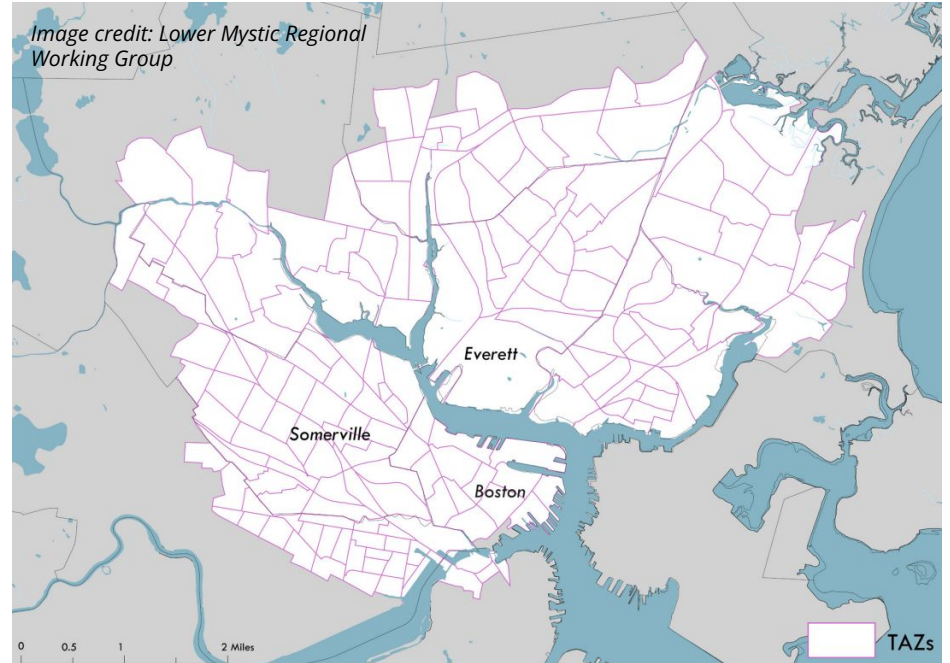 Image credit: Lower Mystic Regional
Working Group
Everett
Somerville
Boston
0 0.5 1 2 Miles
TAZs